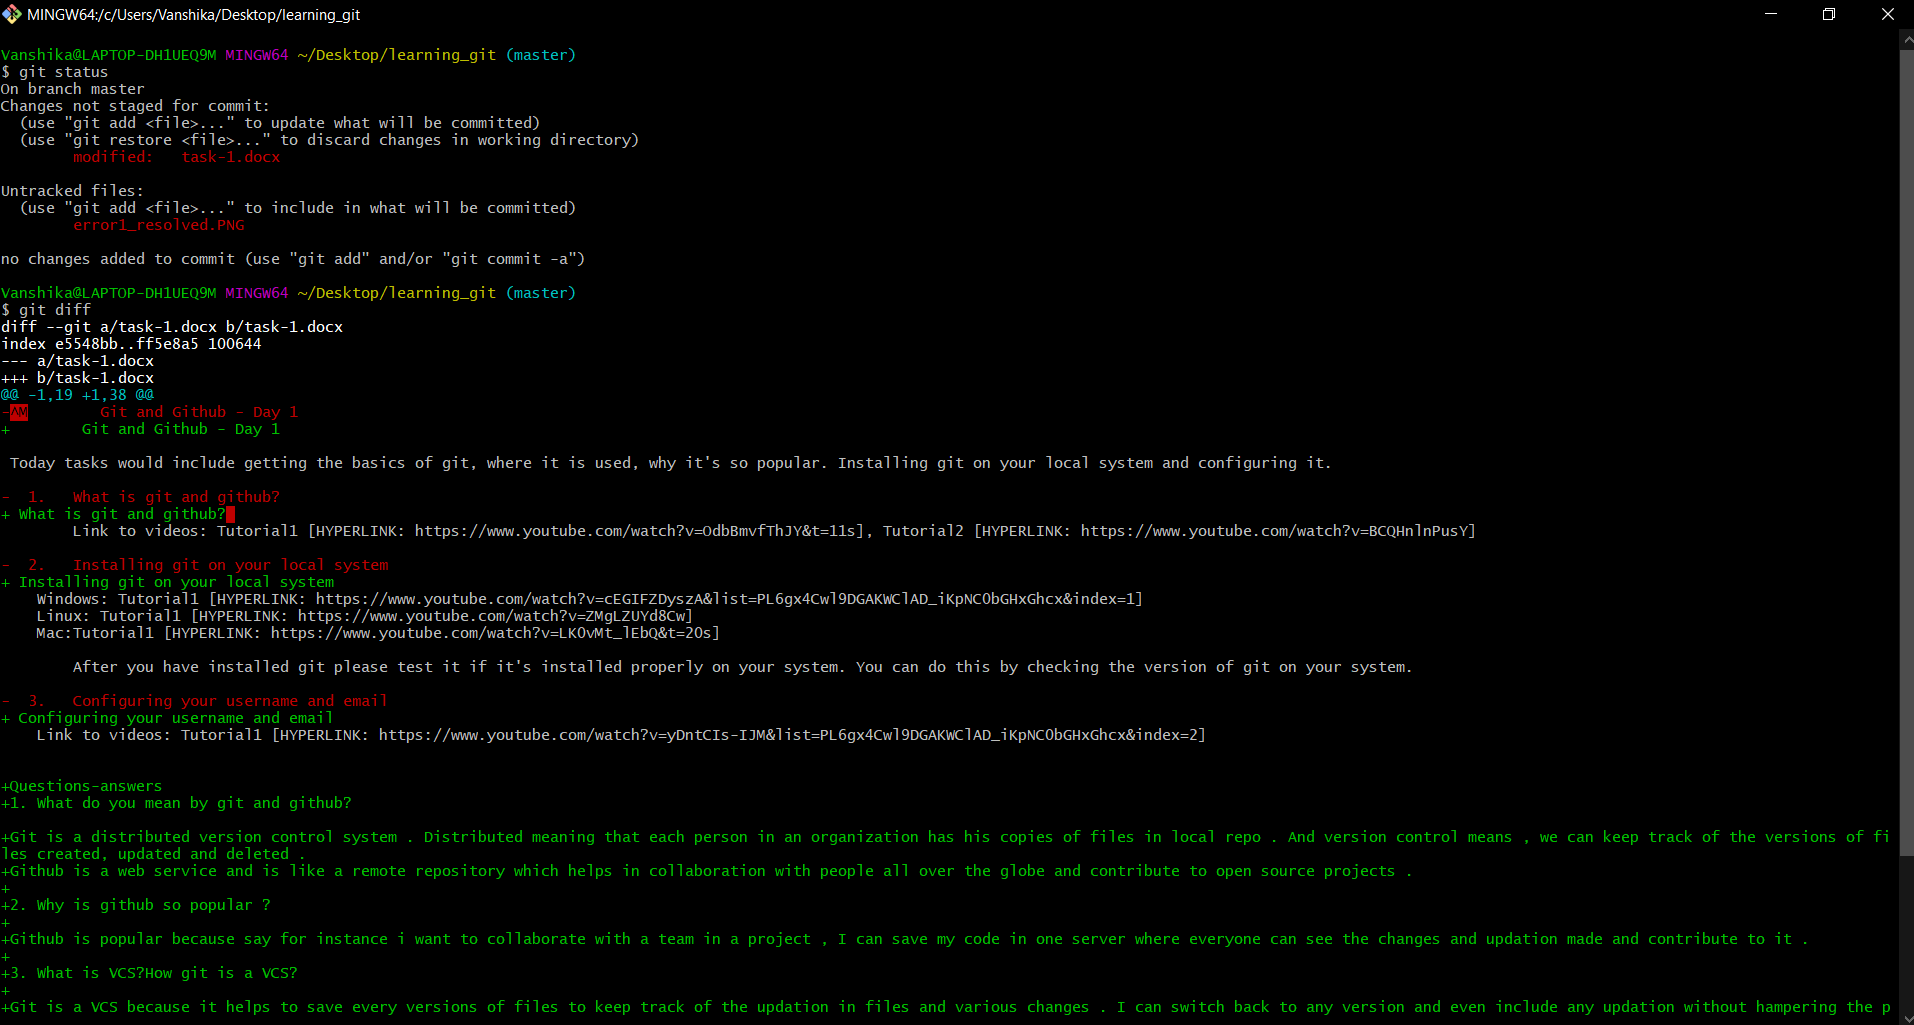 MINGW64:/c/Users/Vanshika/Desktop/learning_git
Vanshika@LAPTOP-DH1UEQ9M MINGW64 ~/Desktop/learning_git (master)
$ git status
On branch master
Changes not staged for commit:
  (use "git add <file>..." to update what will be committed)
  (use "git restore <file>..." to discard changes in working directory)
        modified:   task-1.docx

Untracked files:
  (use "git add <file>..." to include in what will be committed)
        error1_resolved.PNG

no changes added to commit (use "git add" and/or "git commit -a")

Vanshika@LAPTOP-DH1UEQ9M MINGW64 ~/Desktop/learning_git (master)
$ git diff
diff --git a/task-1.docx b/task-1.docx
index e5548bb..ff5e8a5 100644
--- a/task-1.docx
+++ b/task-1.docx
@@ -1,19 +1,38 @@
-^M        Git and Github - Day 1
+        Git and Github - Day 1

 Today tasks would include getting the basics of git, where it is used, why it's so popular. Installing git on your local system and configuring it.

-  1.   What is git and github?
+ What is git and github?
        Link to videos: Tutorial1 [HYPERLINK: https://www.youtube.com/watch?v=OdbBmvfThJY&t=11s], Tutorial2 [HYPERLINK: https://www.youtube.com/watch?v=BCQHnlnPusY]

-  2.   Installing git on your local system
+ Installing git on your local system
    Windows: Tutorial1 [HYPERLINK: https://www.youtube.com/watch?v=cEGIFZDyszA&list=PL6gx4Cwl9DGAKWClAD_iKpNC0bGHxGhcx&index=1]
    Linux: Tutorial1 [HYPERLINK: https://www.youtube.com/watch?v=ZMgLZUYd8Cw]
    Mac:Tutorial1 [HYPERLINK: https://www.youtube.com/watch?v=LK0vMt_lEbQ&t=20s]

        After you have installed git please test it if it's installed properly on your system. You can do this by checking the version of git on your system.

-  3.   Configuring your username and email
+ Configuring your username and email
    Link to videos: Tutorial1 [HYPERLINK: https://www.youtube.com/watch?v=yDntCIs-IJM&list=PL6gx4Cwl9DGAKWClAD_iKpNC0bGHxGhcx&index=2]

+Questions-answers
+1. What do you mean by git and github?

+Git is a distributed version control system . Distributed meaning that each person in an organization has his copies of files in local repo . And version control means , we can keep track of the versions of fi
les created, updated and deleted .
+Github is a web service and is like a remote repository which helps in collaboration with people all over the globe and contribute to open source projects .
+
+2. Why is github so popular ?
+
+Github is popular because say for instance i want to collaborate with a team in a project , I can save my code in one server where everyone can see the changes and updation made and contribute to it .
+
+3. What is VCS?How git is a VCS?
+
+Git is a VCS because it helps to save every versions of files to keep track of the updation in files and various changes . I can switch back to any version and even include any updation without hampering the p